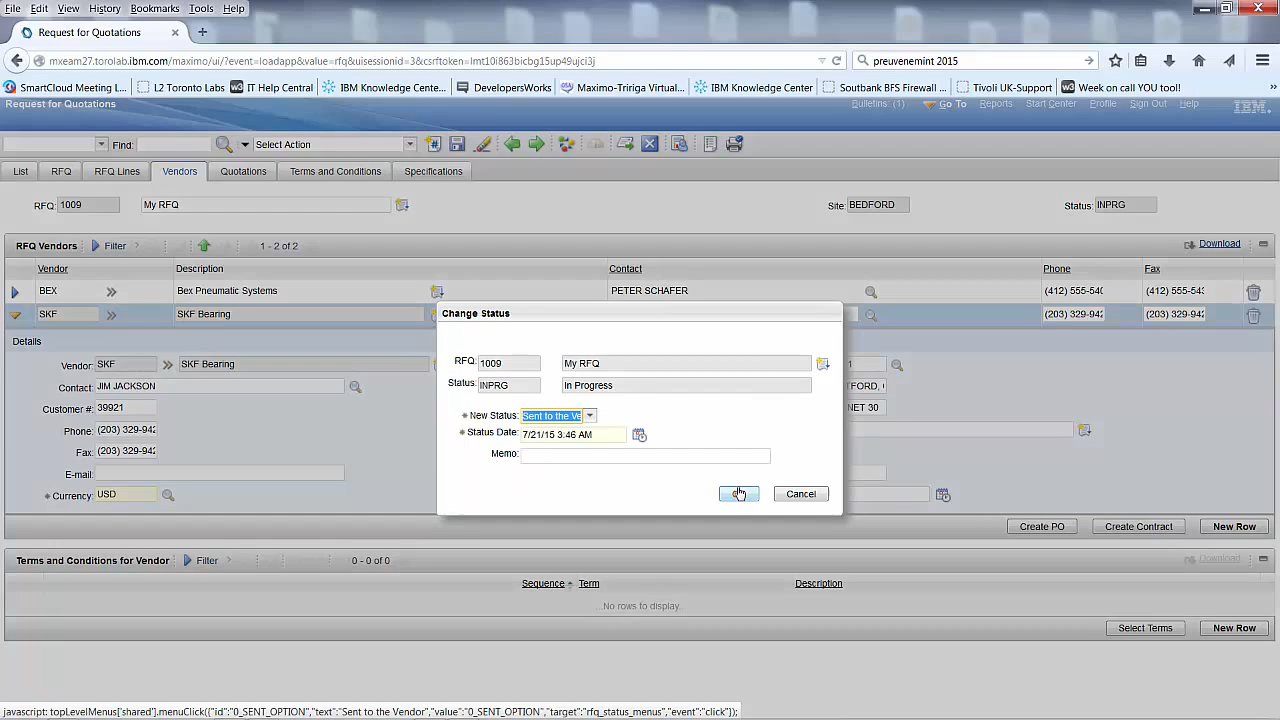 File Edit View History Bookmarks Tools Help
Request for Quotations
mxeam27.torolab.ibm.com/maximo/ui/?event=loadapp&value=rfq&uisessionid=3&csrftoken=lmt10i863bicbg15up49ujci3j
preuvenemint 2015
SmartCloud Meeting L... L2 Toronto Labs IT Help Central IBM Knowledge Cente... DevelopersWorks Maximo-Tririga Virtual... IBM Knowledge Center Soutbank BFS Firewall ... Tivoli UK-Support Week on call YOU tool!
Request for Quotations Bulletins: (1) Go To Reports Start Center Profile Sign Out Help IBM.
Find: Select Action
List RFQ RFQ Lines Vendors Quotations Terms and Conditions Specifications
RFQ: 1009 My RFQ Site BEDFORD Status: INPRG
RFQ Vendors Filter 1 - 2 of 2 Download
Vendor Description Contact Phone Fax
BEX Bex Pneumatic Systems PETER SCHAFER (412) 555-54 (412) 555-54
SKF SKF Bearing (203) 329-942 (203) 329-942
Details
Vendor: SKF SKF Bearing
Contact: JIM JACKSON
Customer #: 39921 NET 30
Phone: (203) 329-942
Fax: (203) 329-942
E-mail:
Currency: USD
Change Status
RFQ: 1009 My RFQ
Status: INPRG In Progress
New Status: Sent to the Ve
Status Date: 7/21/15 3:46 AM
Memo:
Cancel
Create PO Create Contract New Row
Terms and Conditions for Vendor Filter 0 - 0 of 0 Download
Sequence Term Description
...No rows to display.
Select Terms New Row
javascript: topLevelMenus['shared'].menuClick({"id":"0_SENT_OPTION","text":"Sent to the Vendor","value":"0_SENT_OPTION","target":"rfq_status_menus","event":"click"});